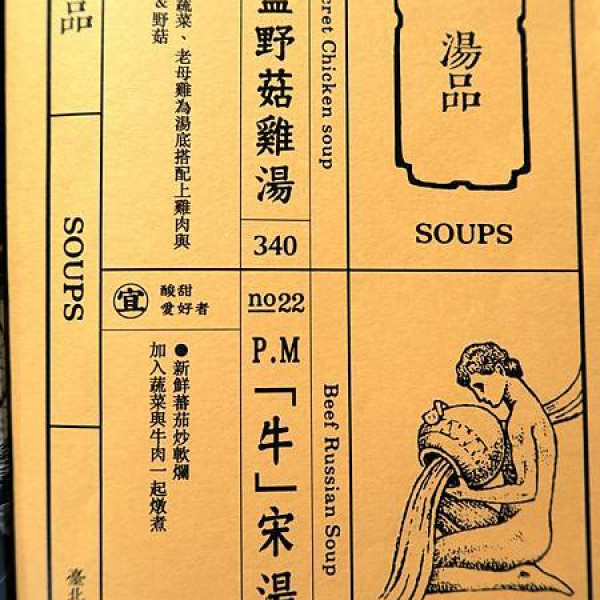 湯品
SOUPS
cret Chicken soup
野菇雞湯
340
蔬菜、老母雞為湯底搭配上雞肉與
&野菇
no22
P.M「牛」宋湯
Beef Russian Soup
宜
酸甜
愛好者
●新鮮蕃茄炒軟爛
加入蔬菜與牛肉一起燉煮
品
SOUPS
臺北